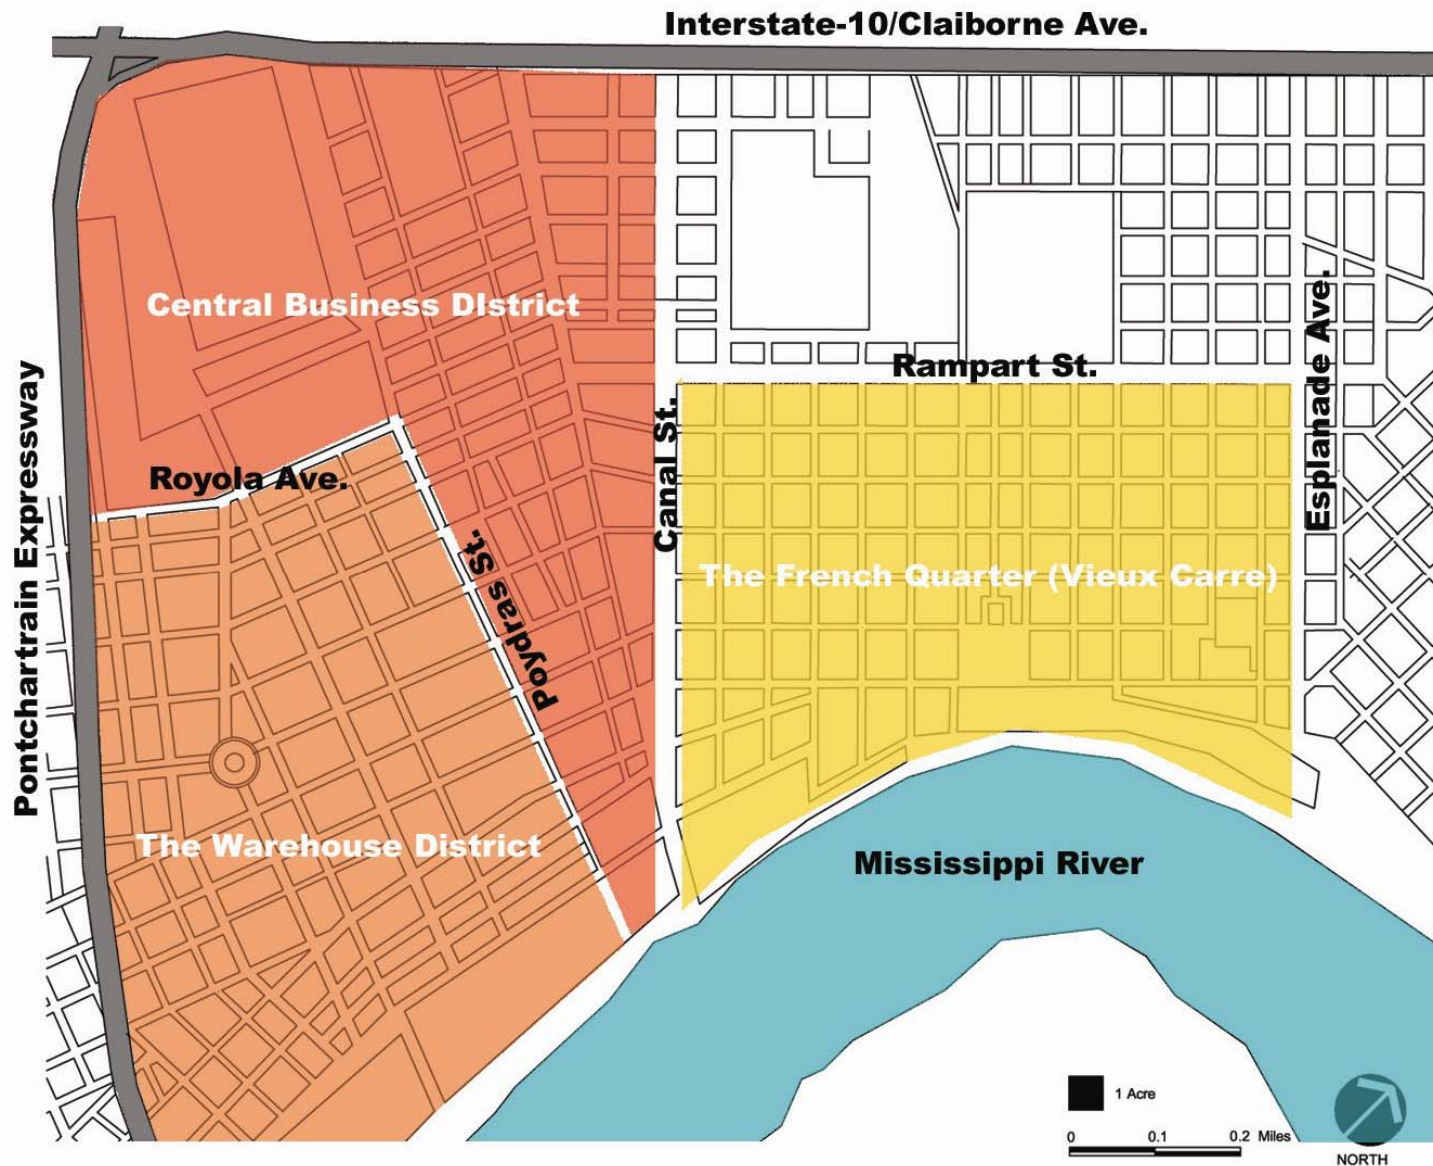 Interstate-10/Claiborne Ave.
Central Business DIstrict
Rampart St.
Esplanade Ave.
Canal St.
Royola Ave.
Pontchartrain Expressway
Poydras St.
The French Quarter (Vieux Carre)
The Warehouse District
Mississippi River
1 Acre
0 0.1 0.2 Miles
NORTH